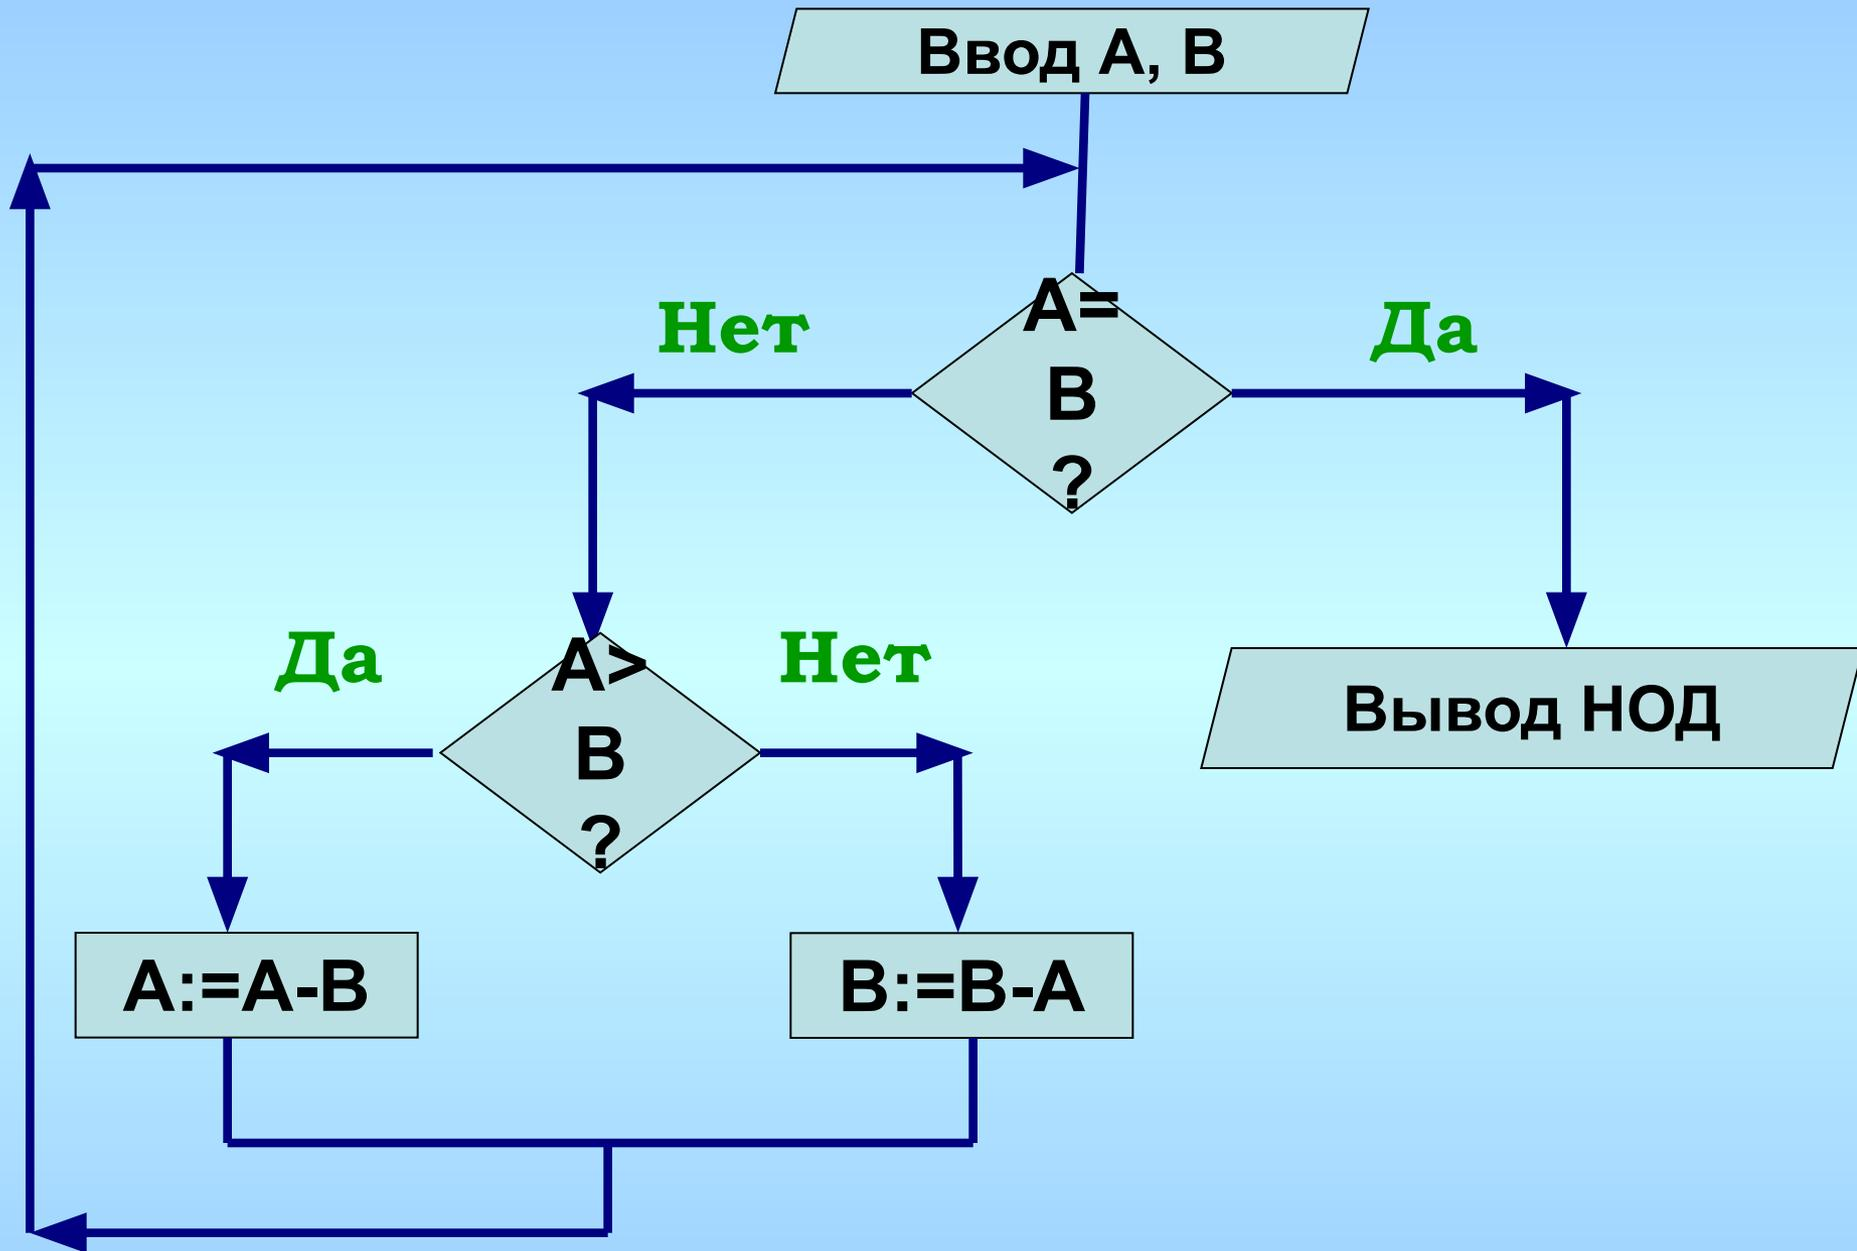 Ввод А, В
Нет
А=
В
?
Да
Да
А>
В
?
Нет
Вывод НОД
А:=А-В
В:=В-А